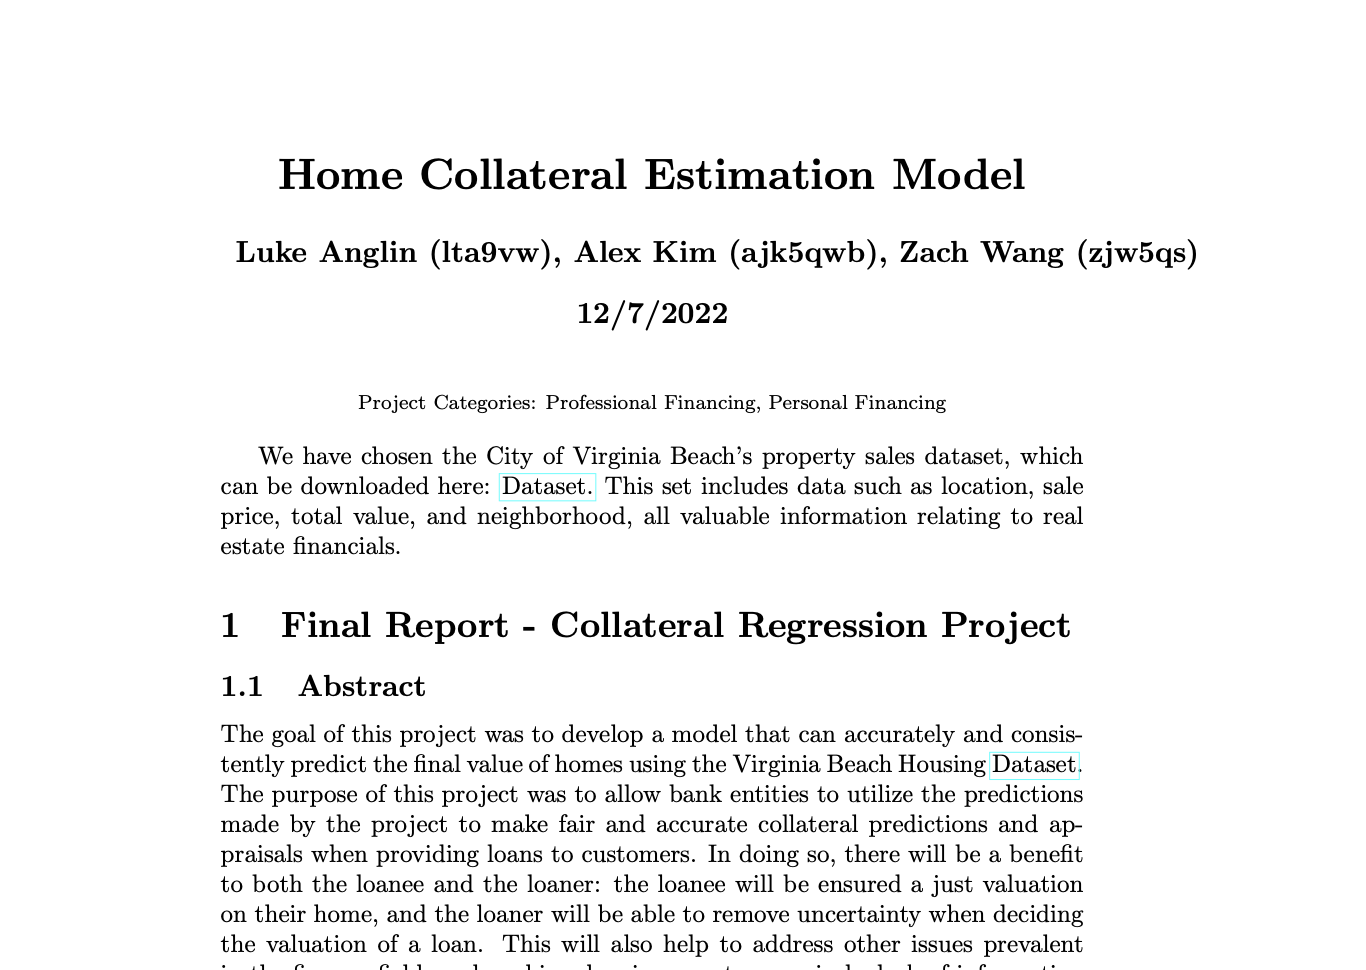 Home Collateral Estimation Model
Luke Anglin (lta9vw), Alex Kim (ajk5qwb), Zach Wang (zjw5qs)
12/7/2022
Project Categories: Professional Financing, Personal Financing
We have chosen the City of Virginia Beach's property sales dataset, which
can be downloaded here: Dataset. This set includes data such as location, sale
price, total value, and neighborhood, all valuable information relating to real
estate financials.
1 Final Report - Collateral Regression Project
1.1 Abstract
The goal of this project was to develop a model that can accurately and consis-
tently predict the final value of homes using the Virginia Beach Housing Dataset.
The purpose of this project was to allow bank entities to utilize the predictions
made by the project to make fair and accurate collateral predictions and ap-
praisals when providing loans to customers. In doing so, there will be a benefit
to both the loanee and the loaner: the loanee will be ensured a just valuation
on their home, and the loaner will be able to remove uncertainty when deciding
the valuation of a loan. This will also help to address other issues prevalent